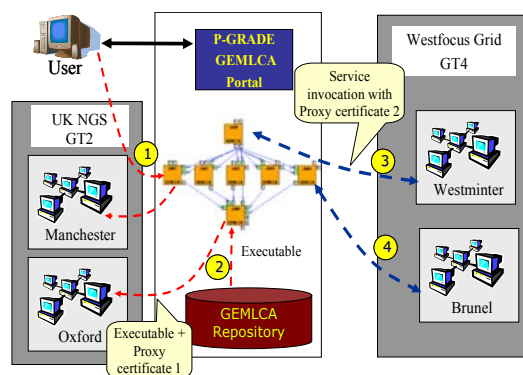 User
P-GRADE
GEMLCA
Portal
Westfocus Grid
GT4
Service
invocation with
Proxy certificate 2
UK NGS
GT2
1
3
Westminter
Manchester
4
2
Executable
Oxford
GEMLCA
Repository
Brunel
Executable +
Proxy
certificate 1